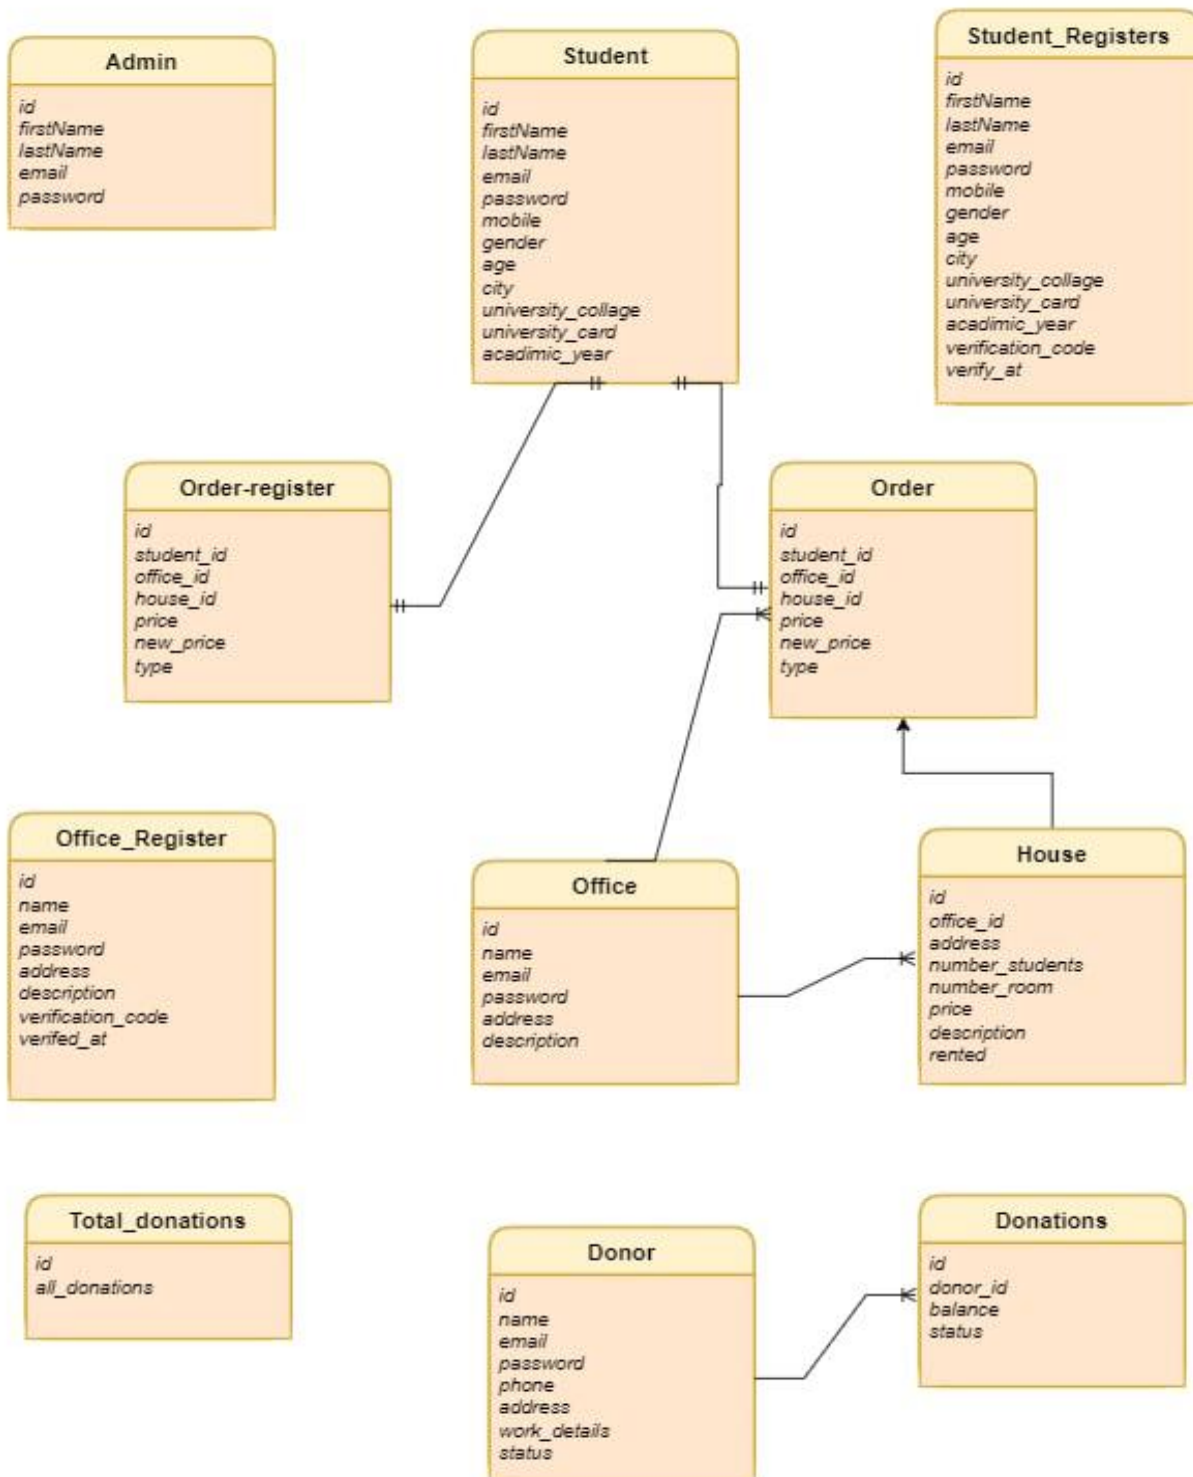 Admin
id
firstName
lastName
email
password
Student
id
firstName
lastName
email
password
mobile
gender
age
city
university_collage
university_card
acadimic_year
Student_Registers
id
firstName
lastName
email
password
mobile
gender
age
city
university_collage
university_card
acadimic_year
verification_code
verify_at
Order-register
id
student_id
office_id
house_id
price
new_price
type
Order
id
student_id
office_id
house_id
price
new_price
type
Office_Register
id
name
email
password
address
description
verification_code
verifed_at
Office
id
name
email
password
address
description
House
id
office_id
address
number_students
number_room
price
description
rented
Total_donations
id
all_donations
Donor
id
name
email
password
phone
address
work_details
status
Donations
id
donor_id
balance
status